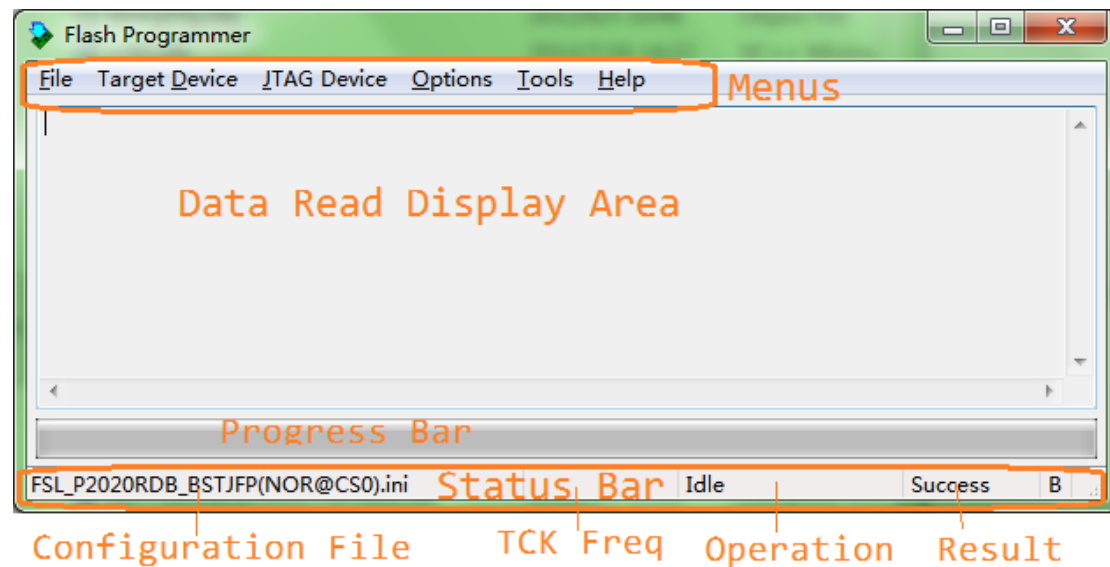 Flash Programmer
File Target Device JTAG Device Options Tools Help
Menus
Data Read Display Area
Progress Bar
FSL_P2020RDB_BSTJFP(NOR@CS0).ini Status Bar Idle Success B
Configuration File TCK Freq Operation Result